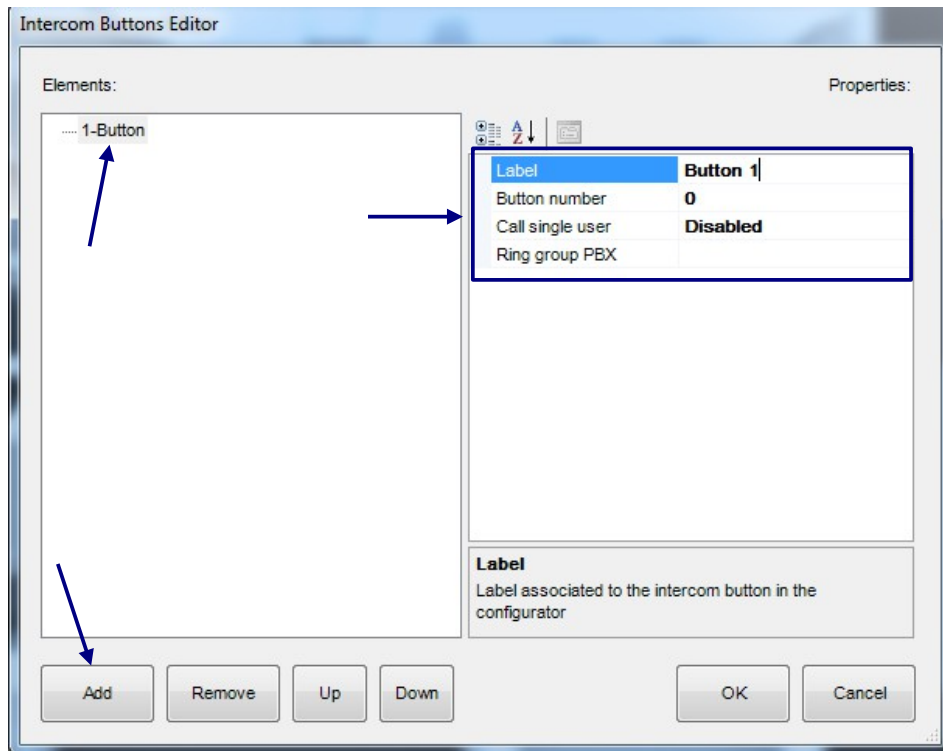 Intercom Buttons Editor
Elements:
Properties:
1-Button
Label Button 1
Button number 0
Call single user Disabled
Ring group PBX
Label
Label associated to the intercom button in the
configurator
Add Remove Up Down OK Cancel